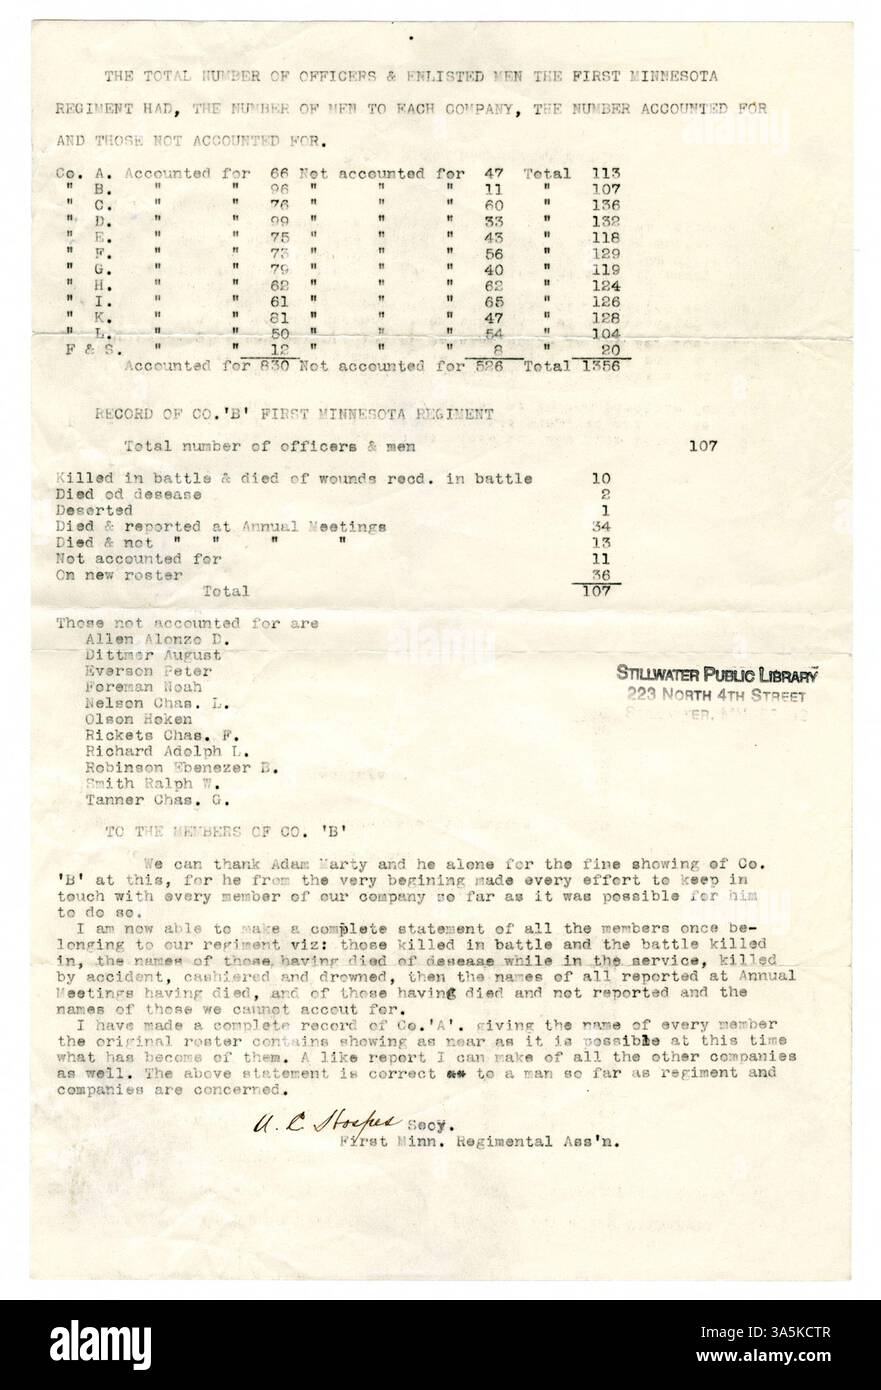 THE TOTAL NUMBER OF OFFICERS & ENLISTED MEN THE FIRST MINNESOTA
REGIMENT HAD, THE NUMBER OF MEN TO EACH COMPANY, THE NUMBER ACCOUNTED FOR
AND THOSE NOT ACCOUNTED FOR.
Co. A. Accounted for 66 Not accounted for 47 Total 113
" B. " " 96 " " " 11 " 107
" C. " " 76 " " " 60 " 136
" D. " " 99 " " " 33 " 132
" E. " " 75 " " " 43 " 118
" F. " " 73 " " " 56 " 129
" G. " " 79 " " " 40 " 119
" H. " " 62 " " " 62 " 124
" I. " " 61 " " " 65 " 126
" K. " " 81 " " " 47 " 128
" L. " " 50 " " " 54 " 104
F & S. " " 12 " " " 8 " 20
Accounted for 830 Not accounted for 526 Total 1356
RECORD OF CO.'B' FIRST MINNESOTA REGIMENT
Total number of officers & men 107
Killed in battle & died of wounds recd. in battle 10
Died od desease 2
Deserted 1
Died & reported at Annual Meetings 34
Died & not " " " " 13
Not accounted for 11
On new roster 36
Total 107
Those not accounted for are
Allen Alonzo D.
Dittmer August
Everson Peter
Foreman Noah
Nelson Chas. L.
Olson Hoken
Rickets Chas. F.
Richard Adolph L.
Robinson Ebenezer B.
Smith Ralph W.
Tanner Chas. G.
STILLWATER PUBLIC LIBRARY
223 NORTH 4TH STREET
TO THE MEMBERS OF CO. 'B'
We can thank Adam Marty and he alone for the fine showing of Co.
'B' at this, for he from the very begining made every effort to keep in
touch with every member of our company so far as it was possible for him
to do so.
I am now able to make a complete statement of all the members once be-
longing to our regiment viz: those killed in battle and the battle killed
in, the names of those having died of desease while in the service, killed
by accident, cashiered and drowned, then the names of all reported at Annual
Meetings having died, and of those having died and not reported and the
names of those we cannot accout for.
I have made a complete record of Co.'A'. giving the name of every member
the original roster contains showing as near as it is possible at this time
what has become of them. A like report I can make of all the other companies
as well. The above statement is correct to a man so far as regiment and
companies are concerned.
A. C. Hospes Secy.
First Minn. Regimental Ass'n.
alamy
Image ID: 3A5KCTR
www.alamy.com